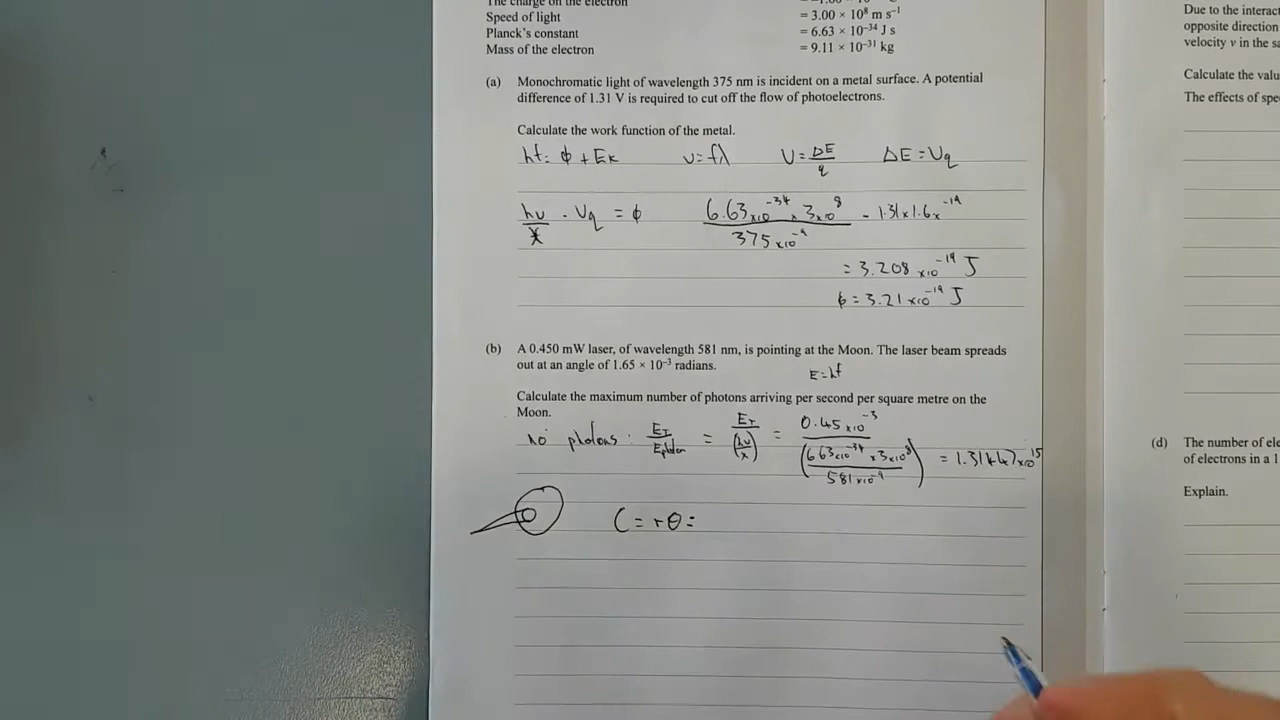 The charge on the electron
Speed of light = 3.00 × 10⁸ m s⁻¹
Planck's constant = 6.63 × 10⁻³⁴ J s
Mass of the electron = 9.11 × 10⁻³¹ kg
(a) Monochromatic light of wavelength 375 nm is incident on a metal surface. A potential
difference of 1.31 V is required to cut off the flow of photoelectrons.
Calculate the work function of the metal.
hf = ϕ + Eₖ v = fλ V = ΔE/q ΔE = Vq
hv/λ - Vq = ϕ (6.63×10⁻³⁴ × 3×10⁸)/(375×10⁻⁹) - 1.31×1.6×⁻¹⁹
= 3.208 ×10⁻¹⁹ J
ϕ = 3.21 ×10⁻¹⁹ J
(b) A 0.450 mW laser, of wavelength 581 nm, is pointing at the Moon. The laser beam spreads
out at an angle of 1.65 × 10⁻³ radians.
E = hf
Calculate the maximum number of photons arriving per second per square metre on the
Moon.
no photons : E_T/E_photon = E_T/(hv/λ) = 0.45×10⁻³/((6.63×10⁻³⁴ × 3×10⁸)/(581×10⁻⁹)) = 1.31447×10¹⁵
C = rθ =
Due to the interact
opposite direction
velocity v in the sa
Calculate the valu
The effects of spe
(d) The number of ele
of electrons in a 1
Explain.